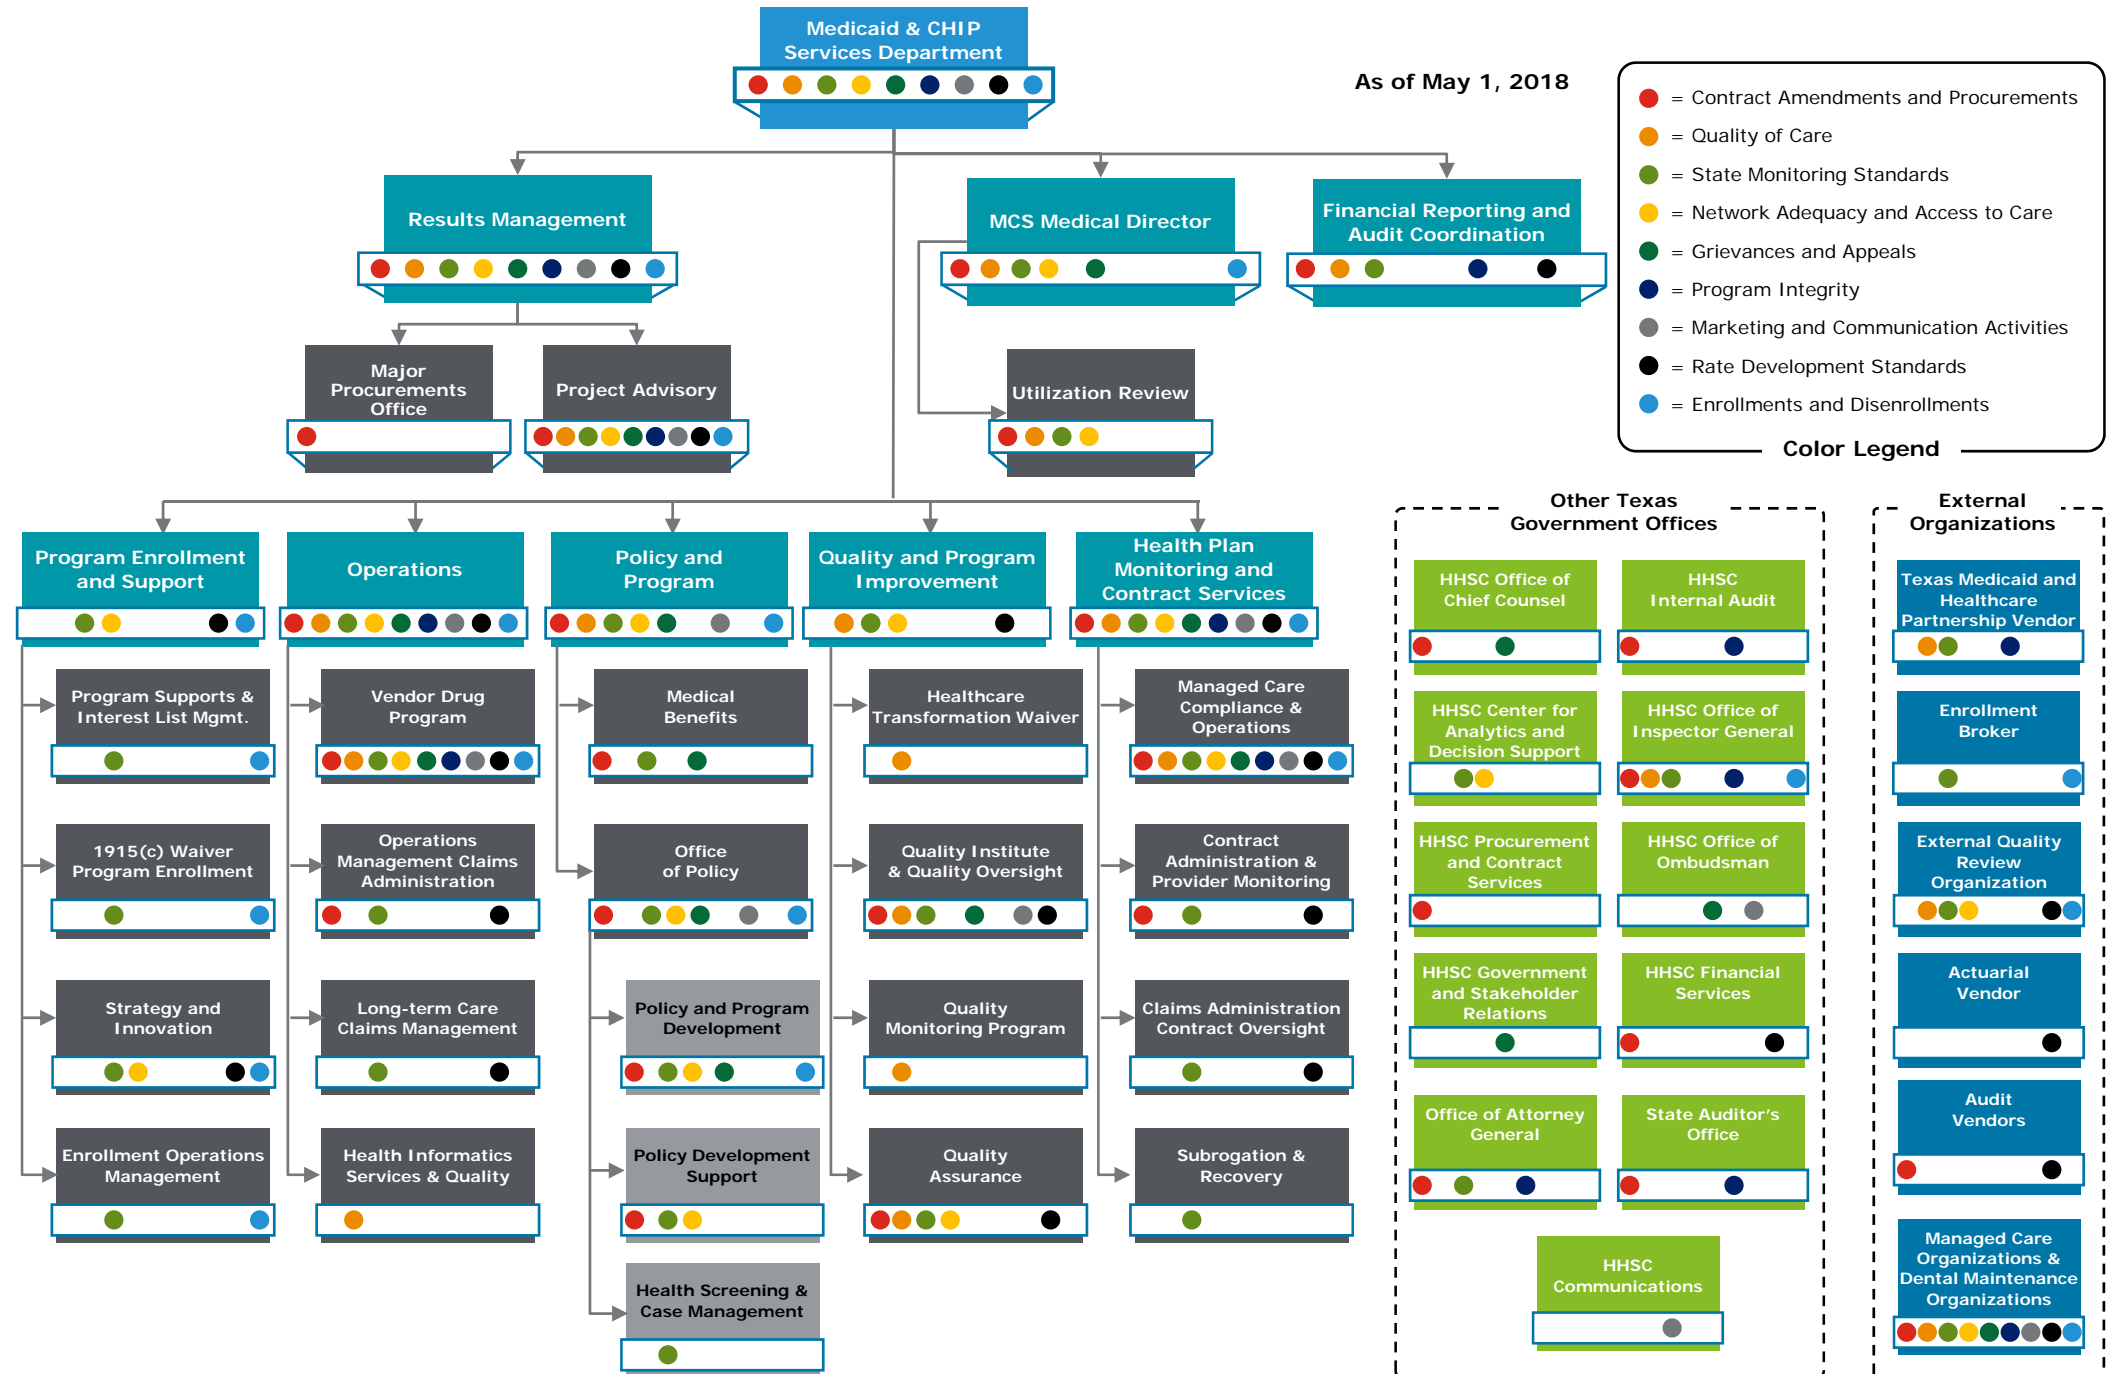 Medicaid & CHIP
Services Department
As of May 1, 2018
= Contract Amendments and Procurements
= Quality of Care
= State Monitoring Standards
= Network Adequacy and Access to Care
= Grievances and Appeals
= Program Integrity
= Marketing and Communication Activities
= Rate Development Standards
= Enrollments and Disenrollments
Color Legend
Results Management
MCS Medical Director
Financial Reporting and
Audit Coordination
Major
Procurements
Office
Project Advisory
Utilization Review
Program Enrollment
and Support
Operations
Policy and
Program
Quality and Program
Improvement
Health Plan
Monitoring and
Contract Services
Program Supports &
Interest List Mgmt.
1915(c) Waiver
Program Enrollment
Strategy and
Innovation
Enrollment Operations
Management
Vendor Drug
Program
Operations
Management Claims
Administration
Long-term Care
Claims Management
Health Informatics
Services & Quality
Medical
Benefits
Office
of Policy
Policy and Program
Development
Policy Development
Support
Health Screening &
Case Management
Healthcare
Transformation Waiver
Quality Institute
& Quality Oversight
Quality
Monitoring Program
Quality
Assurance
Managed Care
Compliance &
Operations
Contract
Administration &
Provider Monitoring
Claims Administration
Contract Oversight
Subrogation &
Recovery
Other Texas
Government Offices
HHSC Office of
Chief Counsel
HHSC
Internal Audit
HHSC Center for
Analytics and
Decision Support
HHSC Office of
Inspector General
HHSC Procurement
and Contract
Services
HHSC Office of
Ombudsman
HHSC Government
and Stakeholder
Relations
HHSC Financial
Services
Office of Attorney
General
State Auditor's
Office
HHSC
Communications
External
Organizations
Texas Medicaid and
Healthcare
Partnership Vendor
Enrollment
Broker
External Quality
Review
Organization
Actuarial
Vendor
Audit
Vendors
Managed Care
Organizations &
Dental Maintenance
Organizations